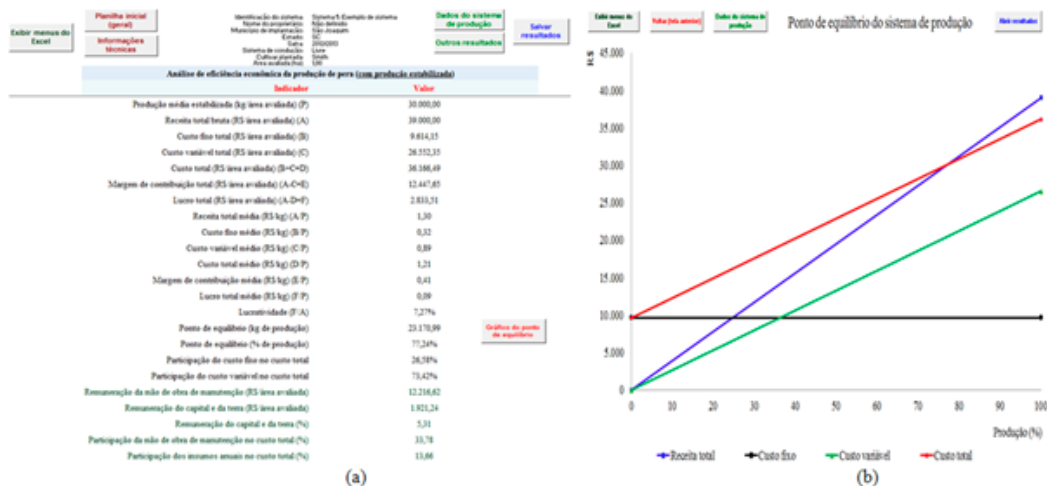 Exibir menus do Excel
Planilha inicial (geral)
Informações técnicas
Identificação do sistema: Sistema 1: Exemplo de sistema
Nome do proprietário: Não definido
Município de implantação: São Joaquim
Estado: SC
Safra: 2012/2013
Sistema de condução: Livre
Cultivar plantada: Smith
Área avaliada (ha): 1,00
Dados do sistema de produção
Outros resultados
Salvar resultados
Análise de eficiência econômica da produção de pera (com produção estabilizada)
Indicador Valor
Produção média estabilizada (kg/área avaliada) (P) 30.000,00
Receita total bruta (R$/área avaliada) (A) 39.000,00
Custo fixo total (R$/área avaliada) (B) 9.614,15
Custo variável total (R$/área avaliada) (C) 26.552,35
Custo total (R$/área avaliada) (B+C=D) 36.166,49
Margem de contribuição total (R$/área avaliada) (A-C=E) 12.447,65
Lucro total (R$/área avaliada) (A-D=F) 2.833,51
Receita total média (R$/kg) (A/P) 1,30
Custo fixo médio (R$/kg) (B/P) 0,32
Custo variável médio (R$/kg) (C/P) 0,89
Custo total médio (R$/kg) (D/P) 1,21
Margem de contribuição média (R$/kg) (E/P) 0,41
Lucro total médio (R$/kg) (F/P) 0,09
Lucratividade (F/A) 7,27%
Ponto de equilíbrio (kg de produção) 23.170,99
Ponto de equilíbrio (% de produção) 77,24%
Participação do custo fixo no custo total 26,58%
Participação do custo variável no custo total 73,42%
Remuneração da mão de obra de manutenção (R$/área avaliada) 12.216,62
Remuneração do capital e da terra (R$/área avaliada) 1.921,24
Remuneração do capital e da terra (%) 5,31
Participação da mão de obra de manutenção no custo total (%) 33,78
Participação dos insumos anuais no custo total (%) 13,66
Gráfico do ponto de equilíbrio
(a)
Exibir menus do Excel
Voltar (tela anterior)
Dados do sistema de produção
Ponto de equilíbrio do sistema de produção
Abrir resultados
R$
45.000
40.000
35.000
30.000
25.000
20.000
15.000
10.000
5.000
0
0 10 20 30 40 50 60 70 80 90 100
Produção (%)
Receita total Custo fixo Custo variável Custo total
(b)